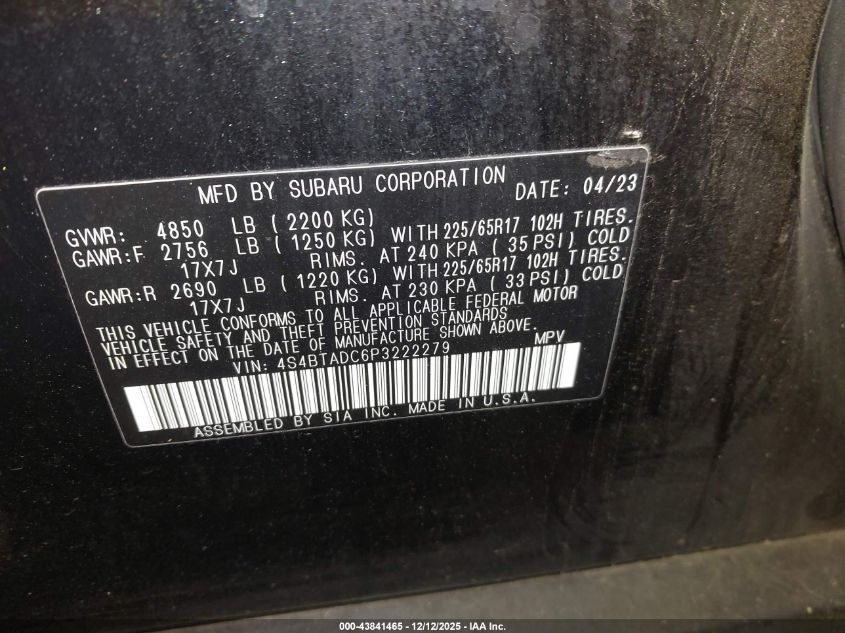 MFD BY SUBARU CORPORATION DATE: 04/23
GVWR: 4850 LB ( 2200 KG)
GAWR:F 2756 LB ( 1250 KG) WITH 225/65R17 102H TIRES.
17X7J RIMS. AT 240 KPA ( 35 PSI) COLD
GAWR:R 2690 LB ( 1220 KG) WITH 225/65R17 102H TIRES.
17X7J RIMS. AT 230 KPA ( 33 PSI) COLD
THIS VEHICLE CONFORMS TO ALL APPLICABLE FEDERAL MOTOR
VEHICLE SAFETY AND THEFT PREVENTION STANDARDS
IN EFFECT ON THE DATE OF MANUFACTURE SHOWN ABOVE.
VIN: 4S4BTADC6P3222279 MPV
ASSEMBLED BY SIA INC. MADE IN U.S.A.
000-43841465 - 12/12/2025 - IAA Inc.